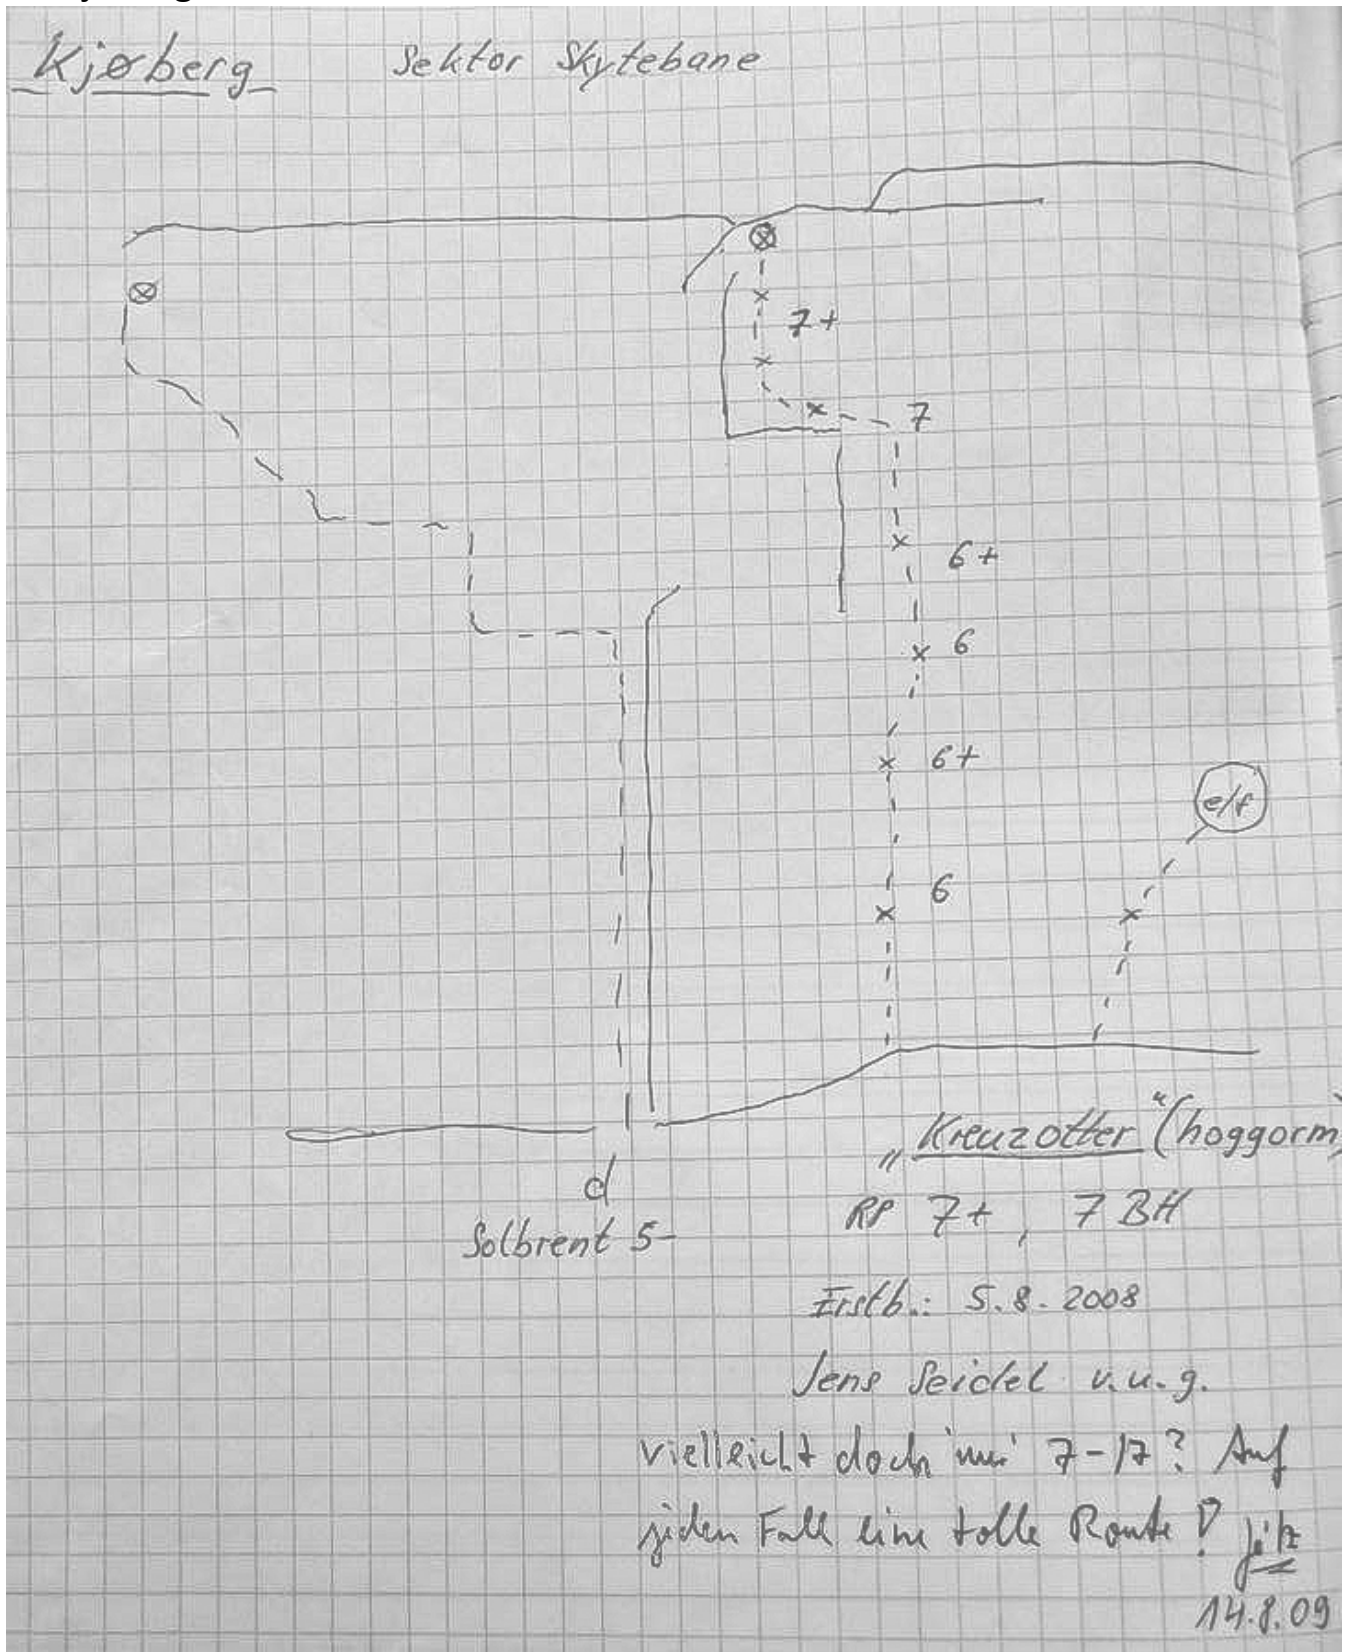 Kjørberg Sektor Skytebane
7+
7
6+
6
6+
e/f
6
„Kreuzotter“ (hoggorm)
d
RP 7+, 7 BH
Solbrent 5-
Erstb.: 5.8.2008
Jens Seidel v.u.g.
vielleicht doch nur 7-/7? Auf
jeden Fall eine tolle Route!
14.8.09